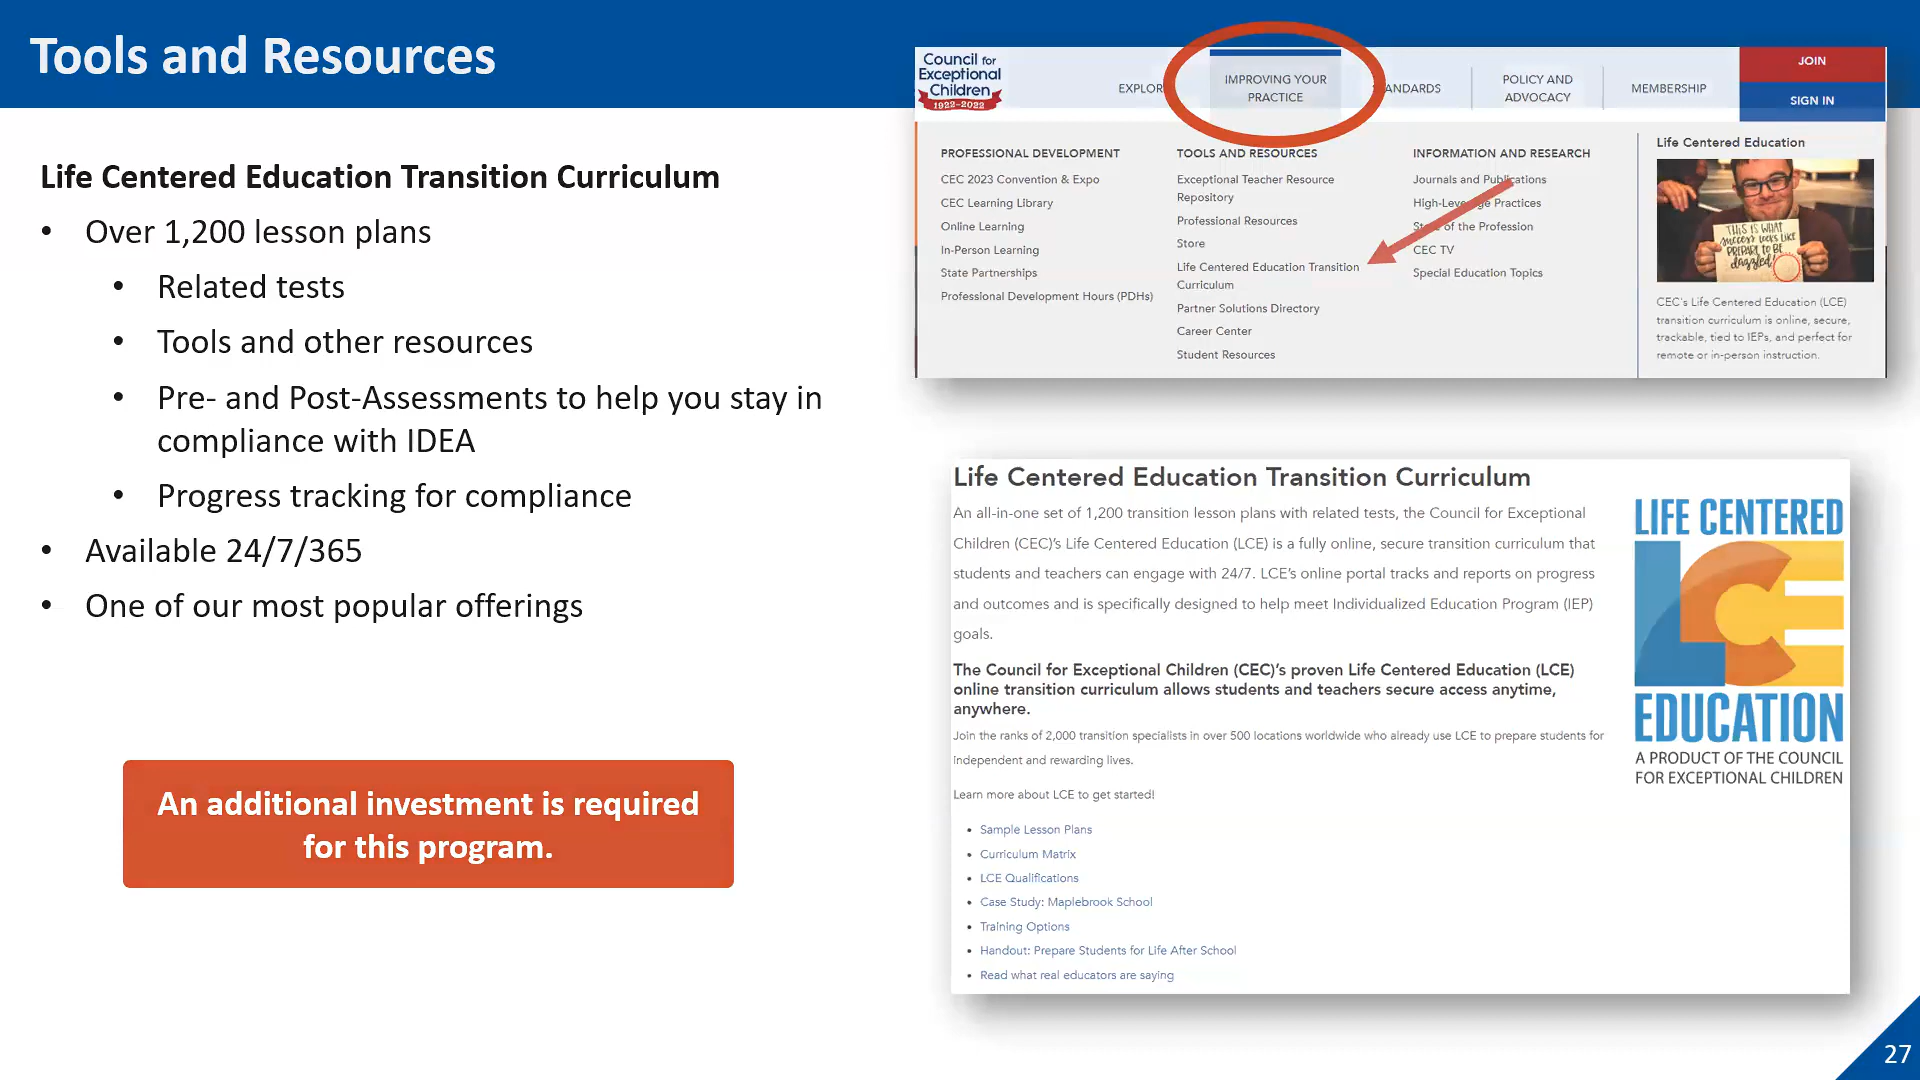 Tools and Resources
Life Centered Education Transition Curriculum
• Over 1,200 lesson plans
• Related tests
• Tools and other resources
• Pre- and Post-Assessments to help you stay in
compliance with IDEA
• Progress tracking for compliance
• Available 24/7/365
• One of our most popular offerings
An additional investment is required
for this program.
Council for
Exceptional
Children
1922-2022
EXPLOR
IMPROVING YOUR
PRACTICE
ANDARDS
POLICY AND
ADVOCACY
MEMBERSHIP
JOIN
SIGN IN
PROFESSIONAL DEVELOPMENT
CEC 2023 Convention & Expo
CEC Learning Library
Online Learning
In-Person Learning
State Partnerships
Professional Development Hours (PDHs)
TOOLS AND RESOURCES
Exceptional Teacher Resource
Repository
Professional Resources
Store
Life Centered Education Transition
Curriculum
Partner Solutions Directory
Career Center
Student Resources
INFORMATION AND RESEARCH
Journals and Publications
High-Leverage Practices
State of the Profession
CEC TV
Special Education Topics
Life Centered Education
THIS IS WHAT
success looks like
PREPARE TO BE
dazzled!
CEC's Life Centered Education (LCE)
transition curriculum is online, secure,
trackable, tied to IEPs, and perfect for
remote or in-person instruction.
Life Centered Education Transition Curriculum
An all-in-one set of 1,200 transition lesson plans with related tests, the Council for Exceptional
Children (CEC)'s Life Centered Education (LCE) is a fully online, secure transition curriculum that
students and teachers can engage with 24/7. LCE's online portal tracks and reports on progress
and outcomes and is specifically designed to help meet Individualized Education Program (IEP)
goals.
The Council for Exceptional Children (CEC)'s proven Life Centered Education (LCE)
online transition curriculum allows students and teachers secure access anytime,
anywhere.
Join the ranks of 2,000 transition specialists in over 500 locations worldwide who already use LCE to prepare students for
independent and rewarding lives.
Learn more about LCE to get started!
• Sample Lesson Plans
• Curriculum Matrix
• LCE Qualifications
• Case Study: Maplebrook School
• Training Options
• Handout: Prepare Students for Life After School
• Read what real educators are saying
LIFE CENTERED
LCE
EDUCATION
A PRODUCT OF THE COUNCIL
FOR EXCEPTIONAL CHILDREN
27